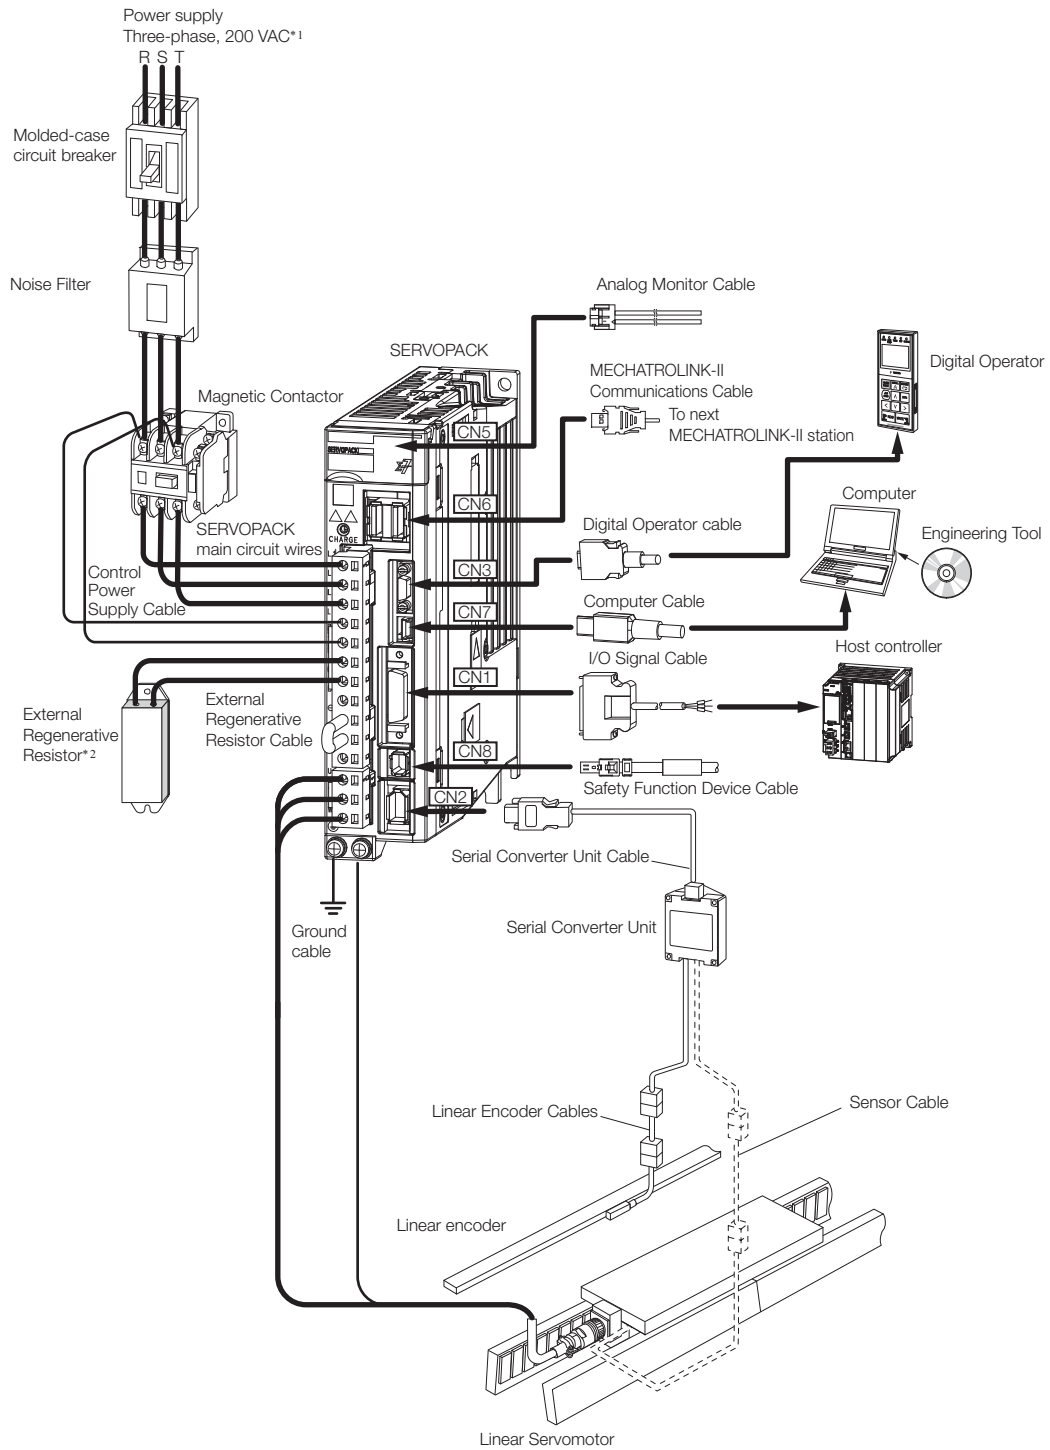 Power supply
Three-phase, 200 VAC*1
R S T
Molded-case
circuit breaker
Noise Filter
Analog Monitor Cable
SERVOPACK
MECHATROLINK-II
Communications Cable
Digital Operator
Magnetic Contactor
To next
MECHATROLINK-II station
CN5
SERVOPACK
CN6
Computer
CHARGE
SERVOPACK
main circuit wires
Digital Operator cable
Engineering Tool
CN3
Control
Power
Supply Cable
Computer Cable
CN7
Host controller
I/O Signal Cable
CN1
External
Regenerative
Resistor*2
External
Regenerative
Resistor Cable
CN8
Safety Function Device Cable
CN2
Serial Converter Unit Cable
Serial Converter Unit
Ground
cable
Linear Encoder Cables
Sensor Cable
Linear encoder
Linear Servomotor